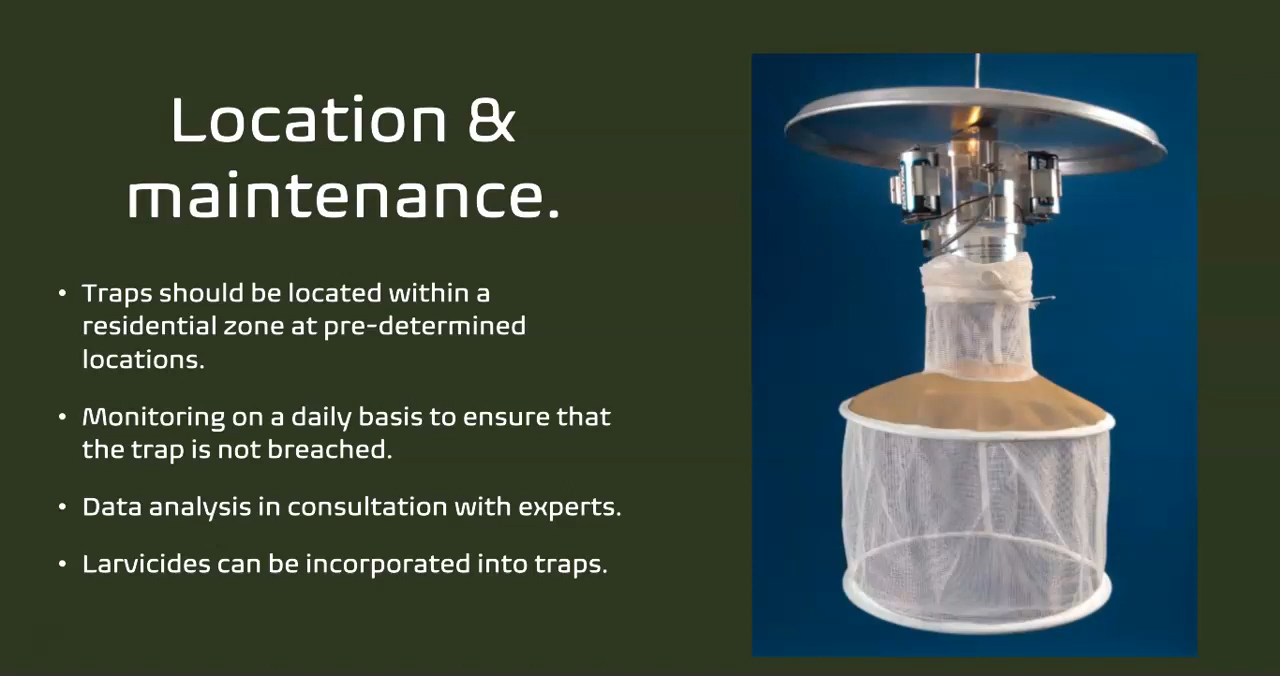 Location &
maintenance.
• Traps should be located within a
residential zone at pre-determined
locations.
• Monitoring on a daily basis to ensure that
the trap is not breached.
• Data analysis in consultation with experts.
• Larvicides can be incorporated into traps.